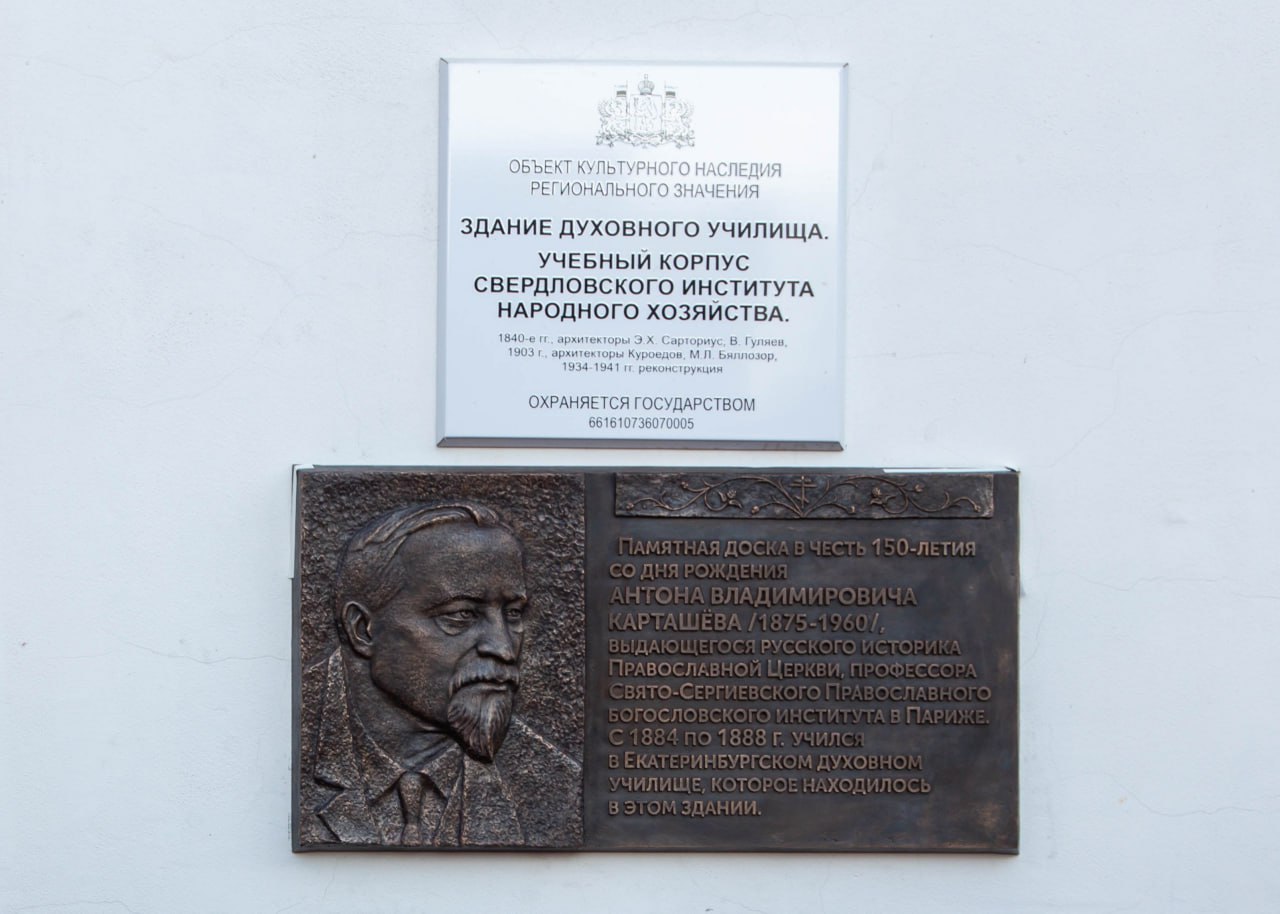 ОБЪЕКТ КУЛЬТУРНОГО НАСЛЕДИЯ
РЕГИОНАЛЬНОГО ЗНАЧЕНИЯ
ЗДАНИЕ ДУХОВНОГО УЧИЛИЩА.
УЧЕБНЫЙ КОРПУС
СВЕРДЛОВСКОГО ИНСТИТУТА
НАРОДНОГО ХОЗЯЙСТВА.
1840-е гг., архитекторы Э.Х. Сарториус, В. Гуляев,
1903 г., архитекторы Куроедов, М.Л. Бяллозор,
1934-1941 гг. реконструкция
ОХРАНЯЕТСЯ ГОСУДАРСТВОМ
661610736070005
Памятная доска в честь 150-летия
со дня рождения
АНТОНА ВЛАДИМИРОВИЧА
КАРТАШЁВА /1875-1960/,
выдающегося русского историка
Православной Церкви, профессора
Свято-Сергиевского Православного
богословского института в Париже.
С 1884 по 1888 г. учился
в Екатеринбургском духовном
училище, которое находилось
в этом здании.